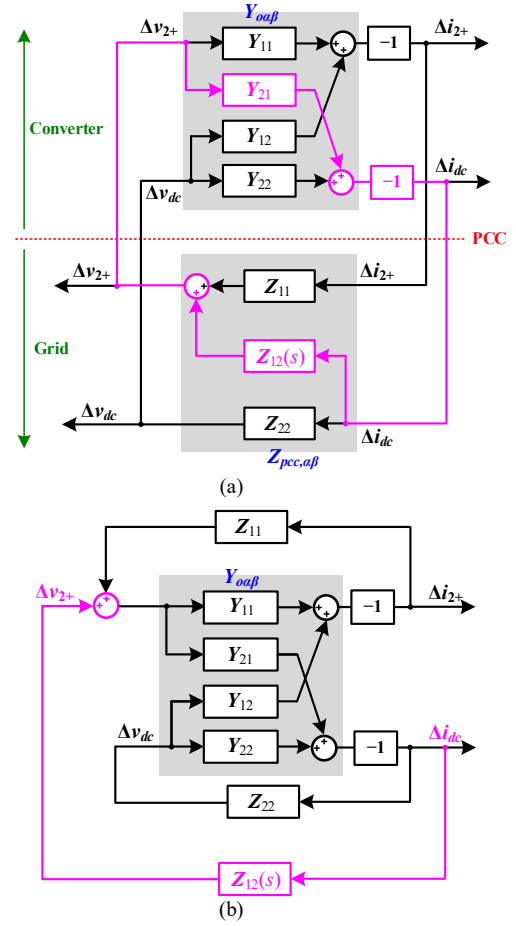 Yoαβ
Δv2+
Y11
+
+
−1
Δi2+
Y21
Converter
Y12
Δvdc
Y22
+
+
−1
Δidc
PCC
Δv2+
+
+
Z11
Δi2+
Grid
Z12(s)
Δvdc
Z22
Δidc
Zpcc,αβ
(a)
Z11
Yoαβ
Δv2+
+
+
Y11
+
+
−1
Δi2+
Y21
Y12
Δvdc
Y22
+
+
−1
Δidc
Z22
Z12(s)
(b)